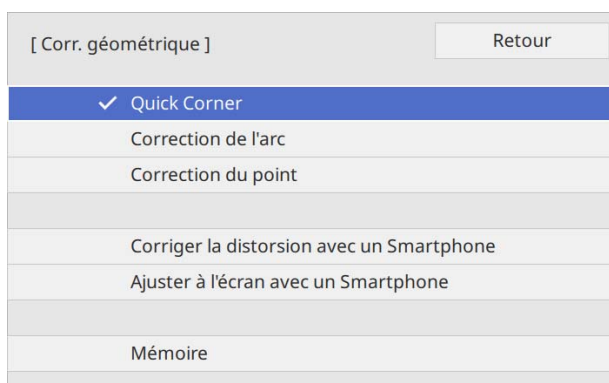 [ Corr. géométrique ]
Retour
Quick Corner
Correction de l'arc
Correction du point
Corriger la distorsion avec un Smartphone
Ajuster à l'écran avec un Smartphone
Mémoire